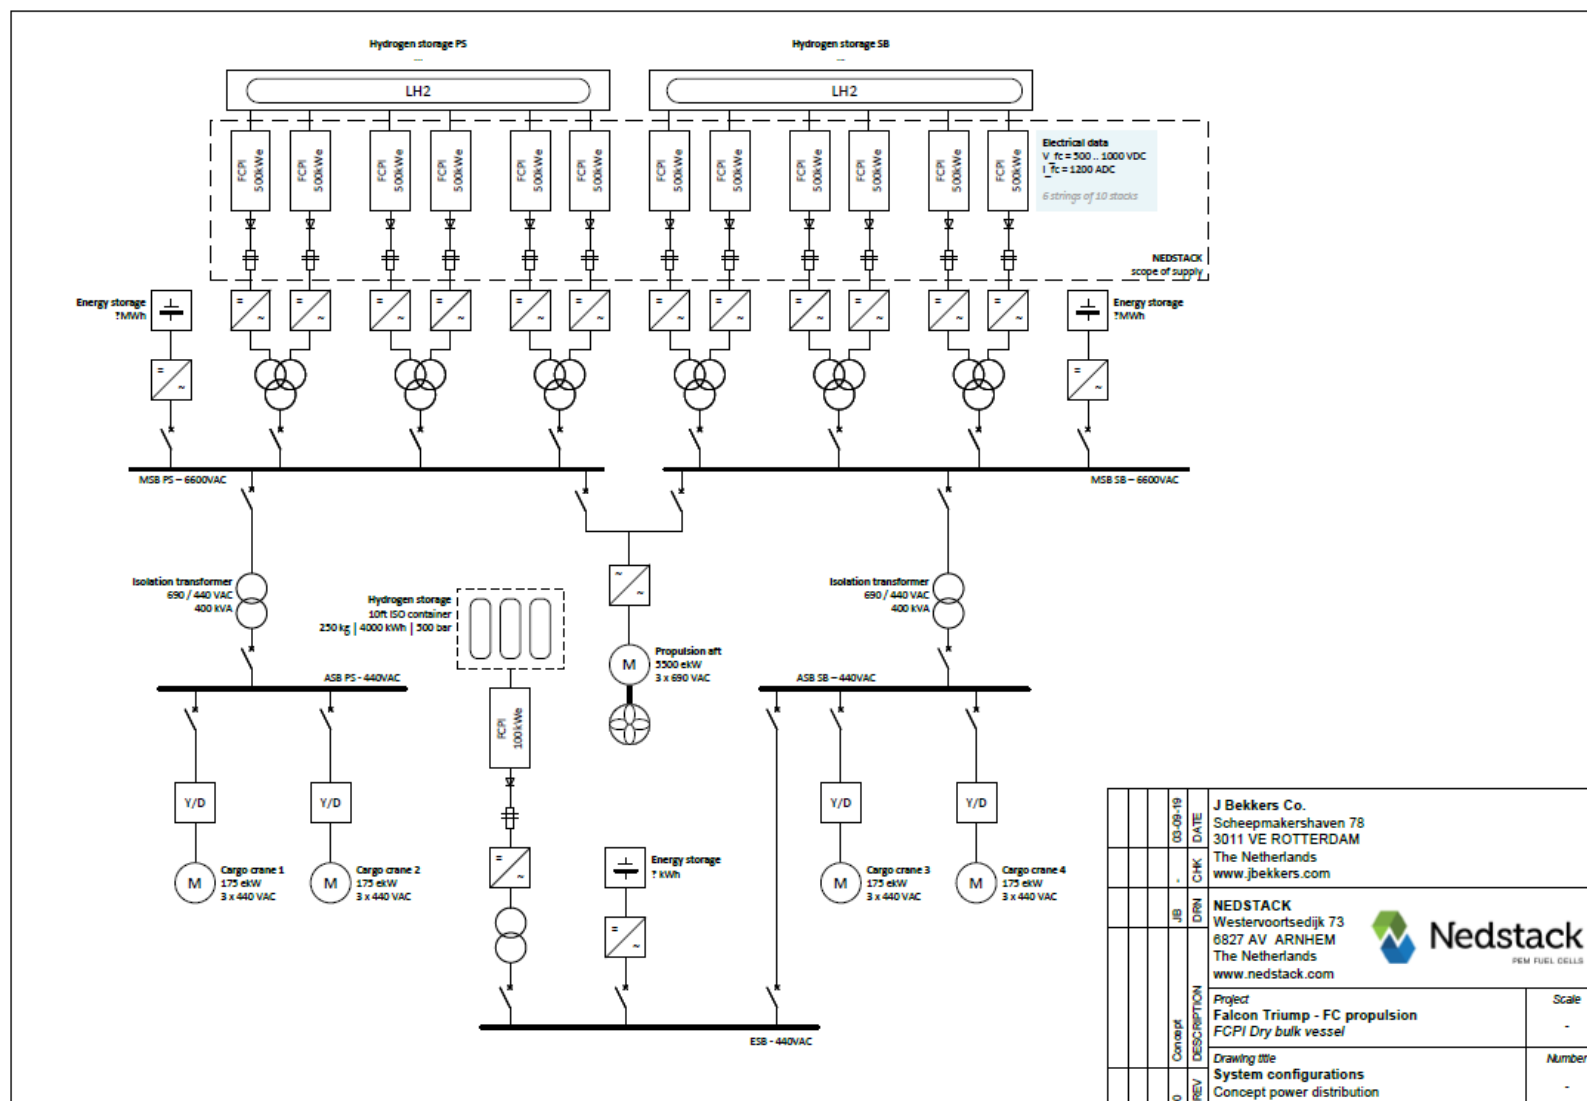 Hydrogen storage PS
...
Hydrogen storage SB
...
LH2
LH2
FCPI
500kWe
FCPI
500kWe
FCPI
500kWe
FCPI
500kWe
FCPI
500kWe
FCPI
500kWe
FCPI
500kWe
FCPI
500kWe
FCPI
500kWe
FCPI
500kWe
FCPI
500kWe
FCPI
500kWe
Electrical data
V_fc = 500 .. 1000 VDC
I_fc = 1200 ADC
6 strings of 10 stacks
NEDSTACK
scope of supply
Energy storage
?MWh
Energy storage
?MWh
MSB PS – 6600VAC
MSB SB – 6600VAC
Isolation transformer
690 / 440 VAC
400 kVA
Hydrogen storage
10ft ISO container
250 kg | 4000 kWh | 500 bar
Isolation transformer
690 / 440 VAC
400 kVA
M
Propulsion aft
5500 ekW
3 x 690 VAC
ASB PS - 440VAC
ASB SB – 440VAC
FCPI
100kWe
Y/D
Y/D
Y/D
Y/D
M
Cargo crane 1
175 ekW
3 x 440 VAC
M
Cargo crane 2
175 ekW
3 x 440 VAC
Energy storage
? kWh
M
Cargo crane 3
175 ekW
3 x 440 VAC
M
Cargo crane 4
175 ekW
3 x 440 VAC
ESB - 440VAC
03-09-19
DATE
-
CHK
JB
DRN
Concept
DESCRIPTION
0
REV
J Bekkers Co.
Scheepmakershaven 78
3011 VE ROTTERDAM
The Netherlands
www.jbekkers.com
NEDSTACK
Westervoortsedijk 73
6827 AV ARNHEM
The Netherlands
www.nedstack.com
Nedstack
PEM FUEL CELLS
Project
Falcon Triump - FC propulsion
FCPI Dry bulk vessel
Scale
-
Drawing title
System configurations
Concept power distribution
Number
-